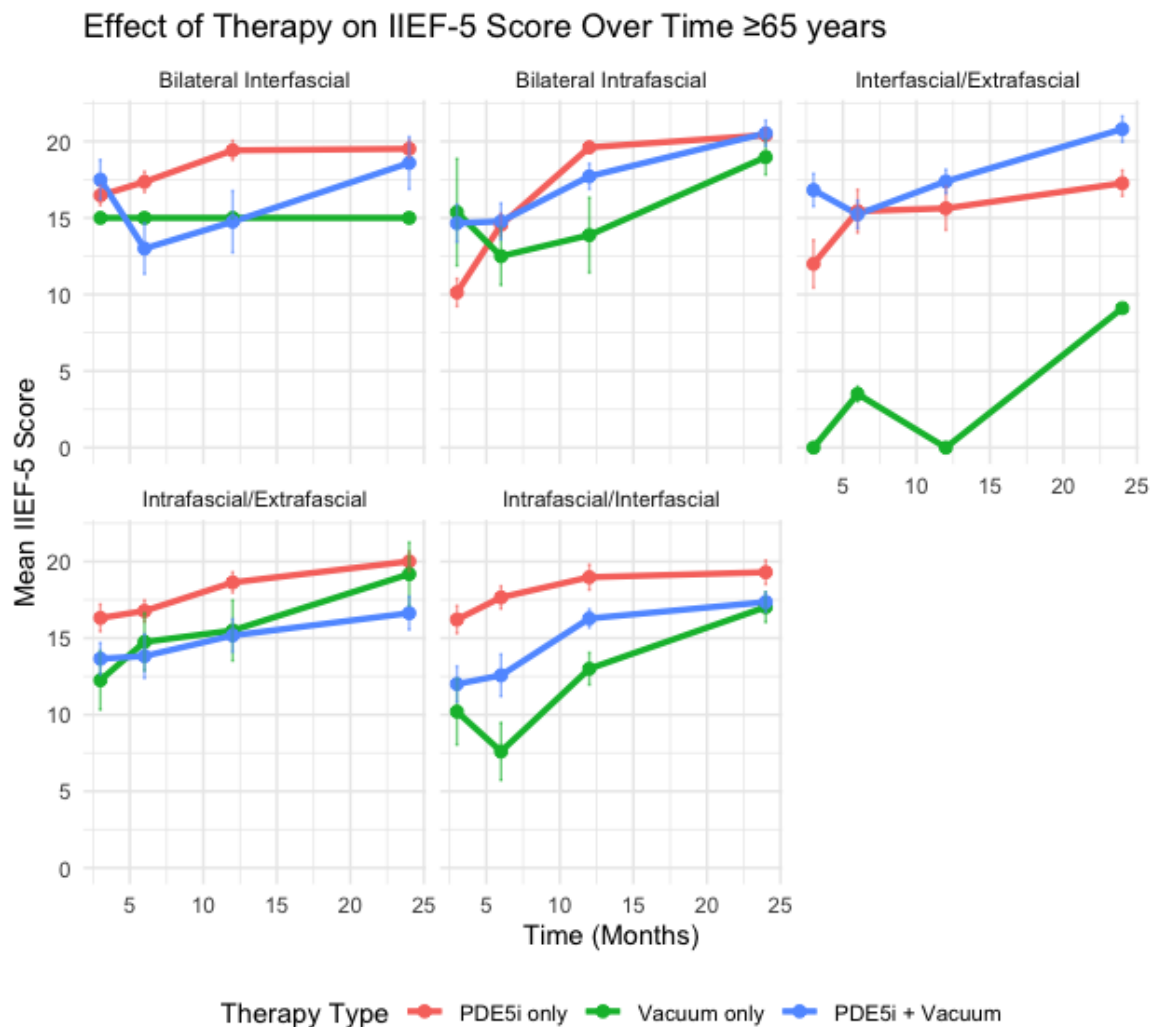 Effect of Therapy on IIEF-5 Score Over Time ≥65 years
Bilateral Interfascial
Bilateral Intrafascial
Interfascial/Extrafascial
20
15
10
5
0
5 10 15 20 25
Mean IIEF-5 Score
Intrafascial/Extrafascial
Intrafascial/Interfascial
20
15
10
5
0
5 10 15 20 25
5 10 15 20 25
Time (Months)
Therapy Type PDE5i only Vacuum only PDE5i + Vacuum